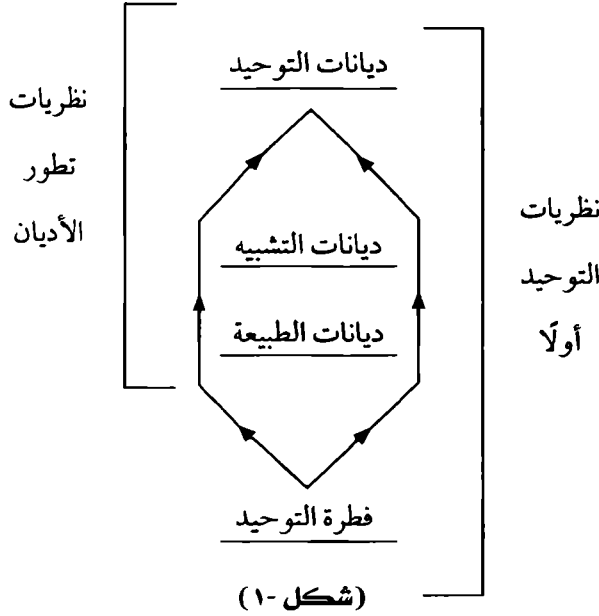 ديانات التوحيد
نظريات
تطور
الأديان
نظريات
التوحيد
أولًا
ديانات التشبيه
ديانات الطبيعة
فطرة التوحيد
(شكل -١)